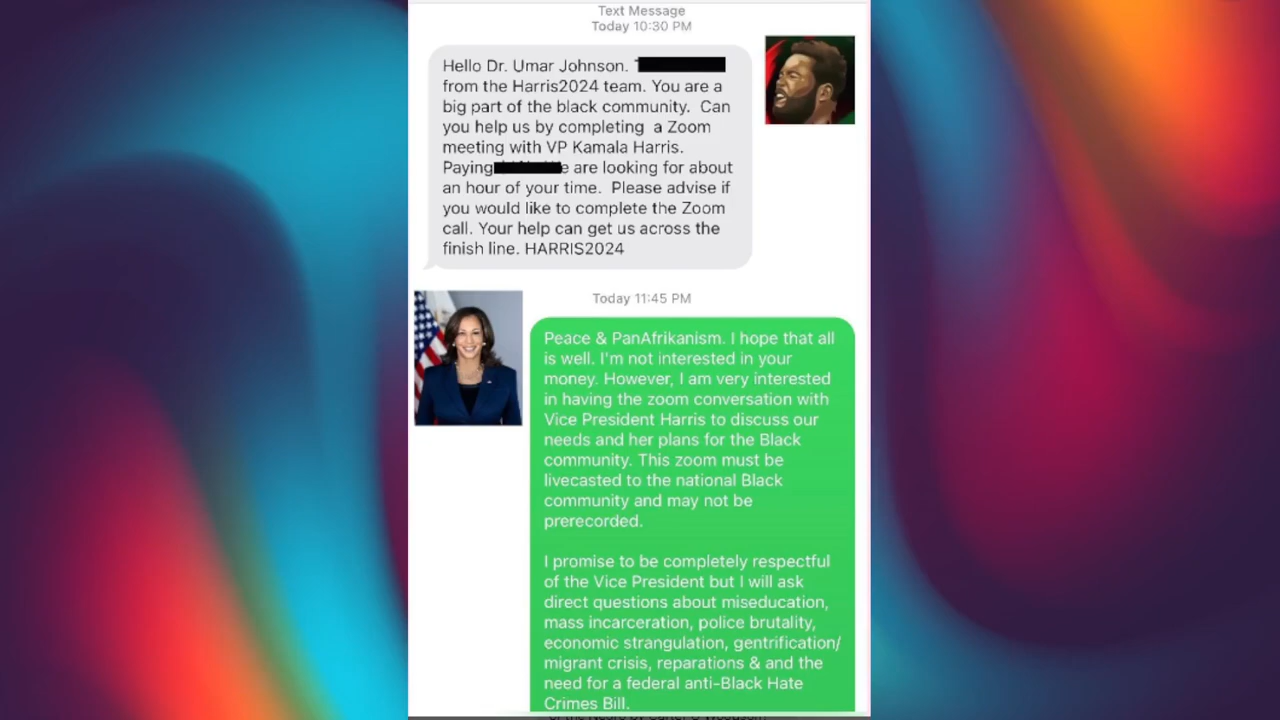 Text Message
Today 10:30 PM
Hello Dr. Umar Johnson.
from the Harris2024 team. You are a
big part of the black community. Can
you help us by completing a Zoom
meeting with VP Kamala Harris.
Paying e are looking for about
an hour of your time. Please advise if
you would like to complete the Zoom
call. Your help can get us across the
finish line. HARRIS2024
Today 11:45 PM
Peace & PanAfrikanism. I hope that all
is well. I'm not interested in your
money. However, I am very interested
in having the zoom conversation with
Vice President Harris to discuss our
needs and her plans for the Black
community. This zoom must be
livecasted to the national Black
community and may not be
prerecorded.
I promise to be completely respectful
of the Vice President but I will ask
direct questions about miseducation,
mass incarceration, police brutality,
economic strangulation, gentrification/
migrant crisis, reparations & and the
need for a federal anti-Black Hate
Crimes Bill.